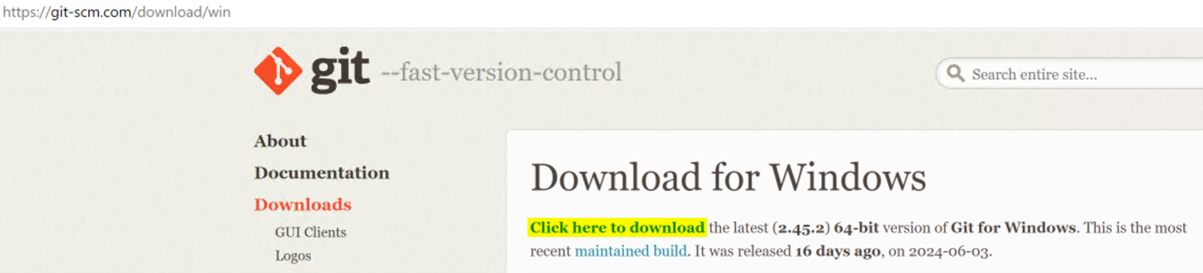 https://git-scm.com/download/win
git --fast-version-control
Search entire site...
About
Documentation
Downloads
GUI Clients
Logos
Download for Windows
Click here to download the latest (2.45.2) 64-bit version of Git for Windows. This is the most
recent maintained build. It was released 16 days ago, on 2024-06-03.